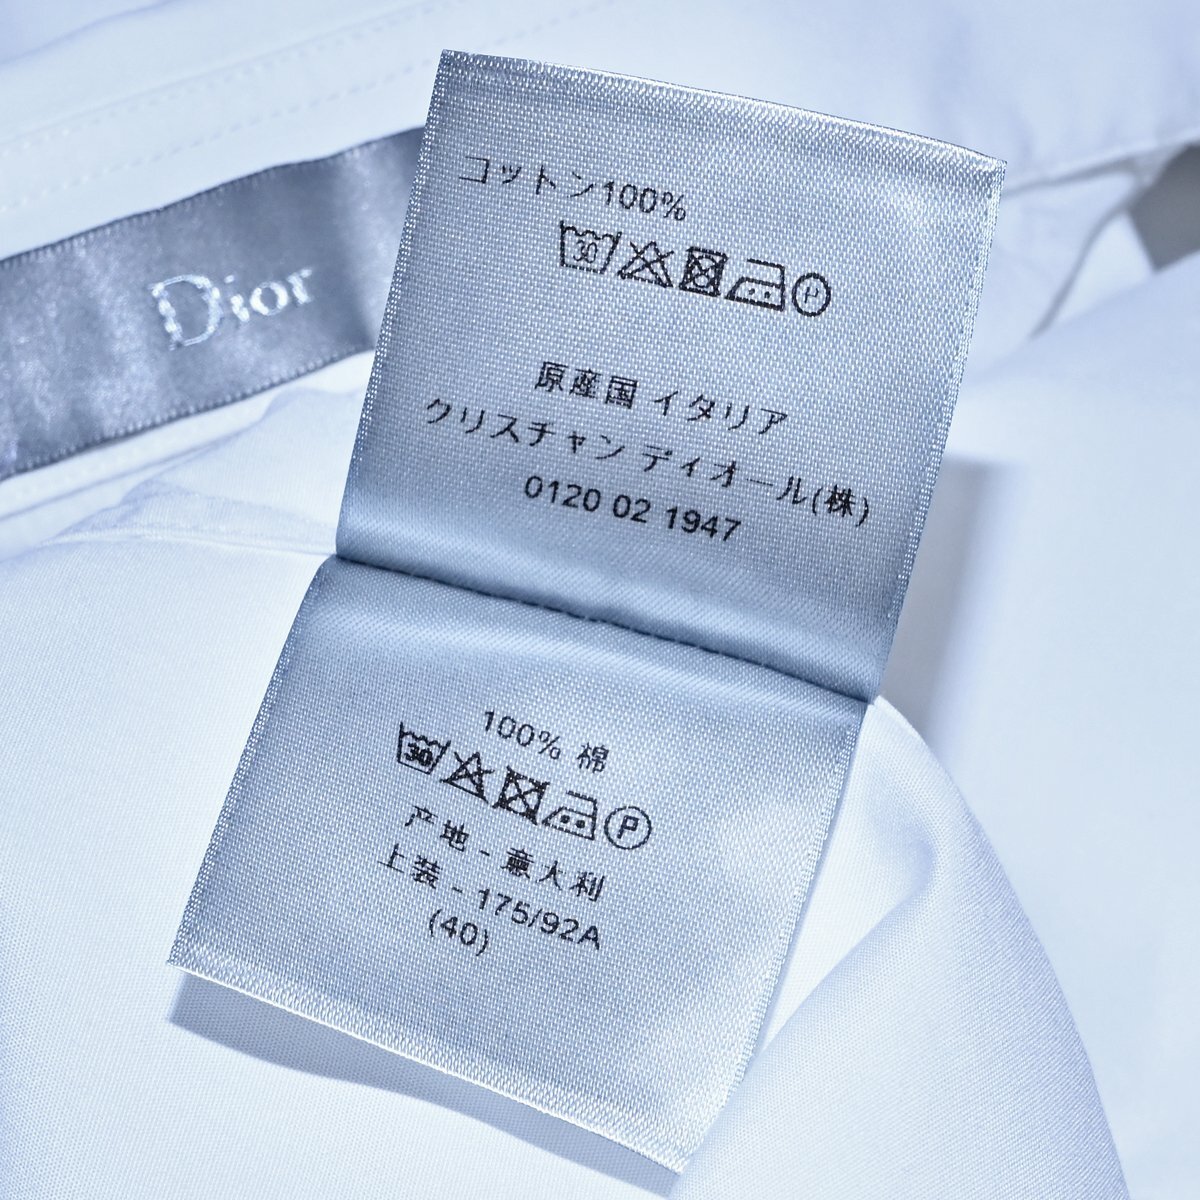 Dior
コットン100%
30 P
原産国 イタリア
クリスチャン ディオール(株)
0120 02 1947
100% 棉
30 P
产地 - 意大利
上装 - 175/92A
(40)